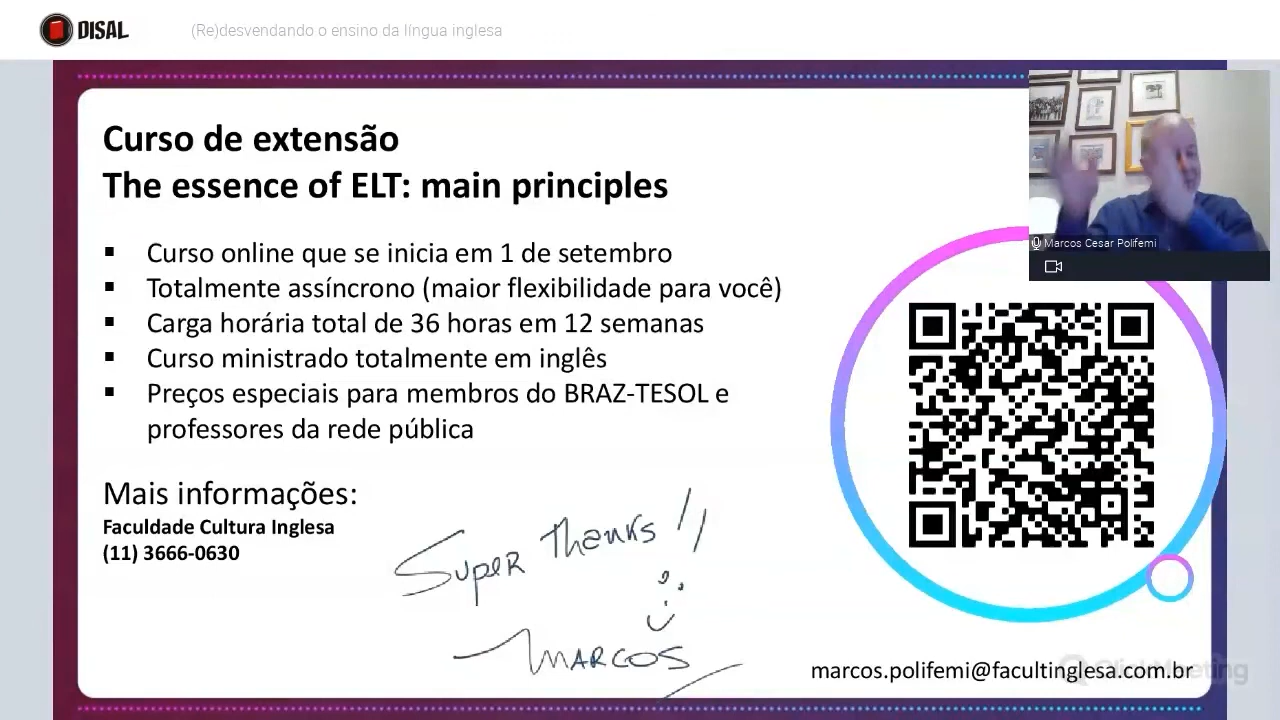 DISAL
(Re)desvendando o ensino da língua inglesa
Curso de extensão
The essence of ELT: main principles
▪ Curso online que se inicia em 1 de setembro
▪ Totalmente assíncrono (maior flexibilidade para você)
▪ Carga horária total de 36 horas em 12 semanas
▪ Curso ministrado totalmente em inglês
▪ Preços especiais para membros do BRAZ-TESOL e
professores da rede pública
Marcos Cesar Polifemi
Mais informações:
Faculdade Cultura Inglesa
(11) 3666-0630
Super Thanks!!
MARCOS
marcos.polifemi@facultinglesa.com.br
ClickMeeting